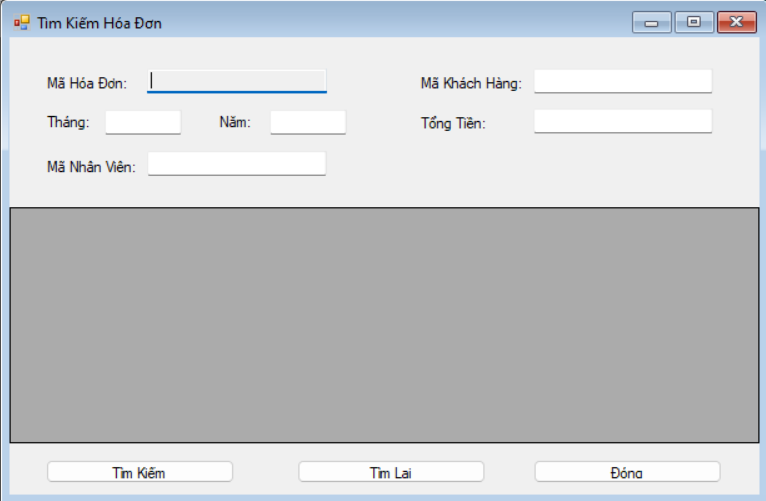 Tìm Kiếm Hóa Đơn
Mã Hóa Đơn: Mã Khách Hàng:
Tháng: Năm: Tổng Tiền:
Mã Nhân Viên:
Tìm Kiếm Tìm Lại Đóng